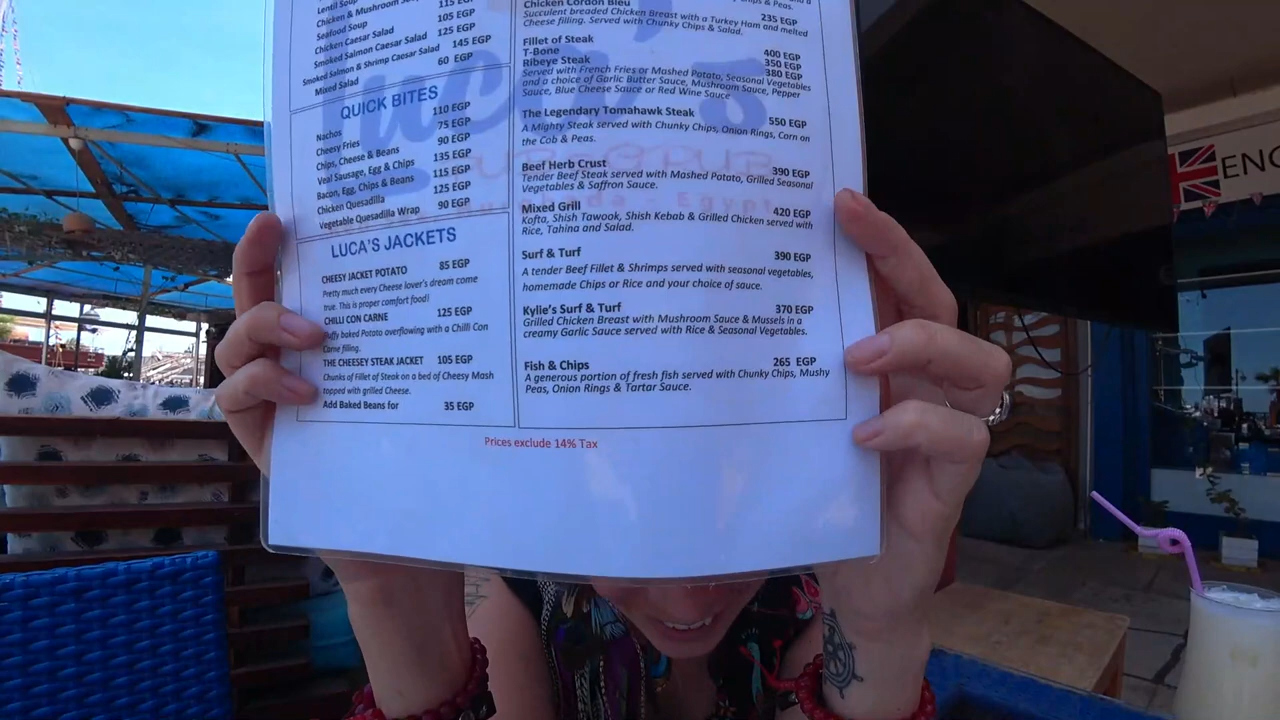 Lentil Soup
Chicken & Mushroom Soup 115 EGP
Seafood Soup 105 EGP
Chicken Caesar Salad 125 EGP
Smoked Salmon Caesar Salad 145 EGP
Smoked Salmon & Shrimp Caesar Salad 60 EGP
Mixed Salad
QUICK BITES
110 EGP
Nachos 75 EGP
Cheesy Fries 90 EGP
Chips, Cheese & Beans 135 EGP
Veal Sausage, Egg & Chips 115 EGP
Bacon, Egg, Chips & Beans 125 EGP
Chicken Quesadilla 90 EGP
Vegetable Quesadilla Wrap
LUCA'S JACKETS
CHEESY JACKET POTATO 85 EGP
Pretty much every Cheese lover's dream come
true. This is proper comfort food!
CHILLI CON CARNE 125 EGP
fluffy baked Potato overflowing with a Chilli Con
Carne filling.
THE CHEESEY STEAK JACKET 105 EGP
Chunks of Fillet of Steak on a bed of Cheesy Mash
topped with grilled Cheese.
Add Baked Beans for 35 EGP
Chips & Peas.
Chicken Cordon Bleu 235 EGP
Succulent breaded Chicken Breast with a Turkey Ham and melted
Cheese filling. Served with Chunky Chips & Salad.
Fillet of Steak 400 EGP
T-Bone 350 EGP
Ribeye Steak 380 EGP
Served with French Fries or Mashed Potato, Seasonal Vegetables
and a choice of Garlic Butter Sauce, Mushroom Sauce, Pepper
Sauce, Blue Cheese Sauce or Red Wine Sauce
The Legendary Tomahawk Steak 550 EGP
A Mighty Steak served with Chunky Chips, Onion Rings, Corn on
the Cob & Peas.
Beef Herb Crust 390 EGP
Tender Beef Steak served with Mashed Potato, Grilled Seasonal
Vegetables & Saffron Sauce.
Mixed Grill 420 EGP
Kofta, Shish Tawook, Shish Kebab & Grilled Chicken served with
Rice, Tahina and Salad.
Surf & Turf 390 EGP
A tender Beef Fillet & Shrimps served with seasonal vegetables,
homemade Chips or Rice and your choice of sauce.
Kylie's Surf & Turf 370 EGP
Grilled Chicken Breast with Mushroom Sauce & Mussels in a
creamy Garlic Sauce served with Rice & Seasonal Vegetables.
Fish & Chips 265 EGP
A generous portion of fresh fish served with Chunky Chips, Mushy
Peas, Onion Rings & Tartar Sauce.
Prices exclude 14% Tax
ENG